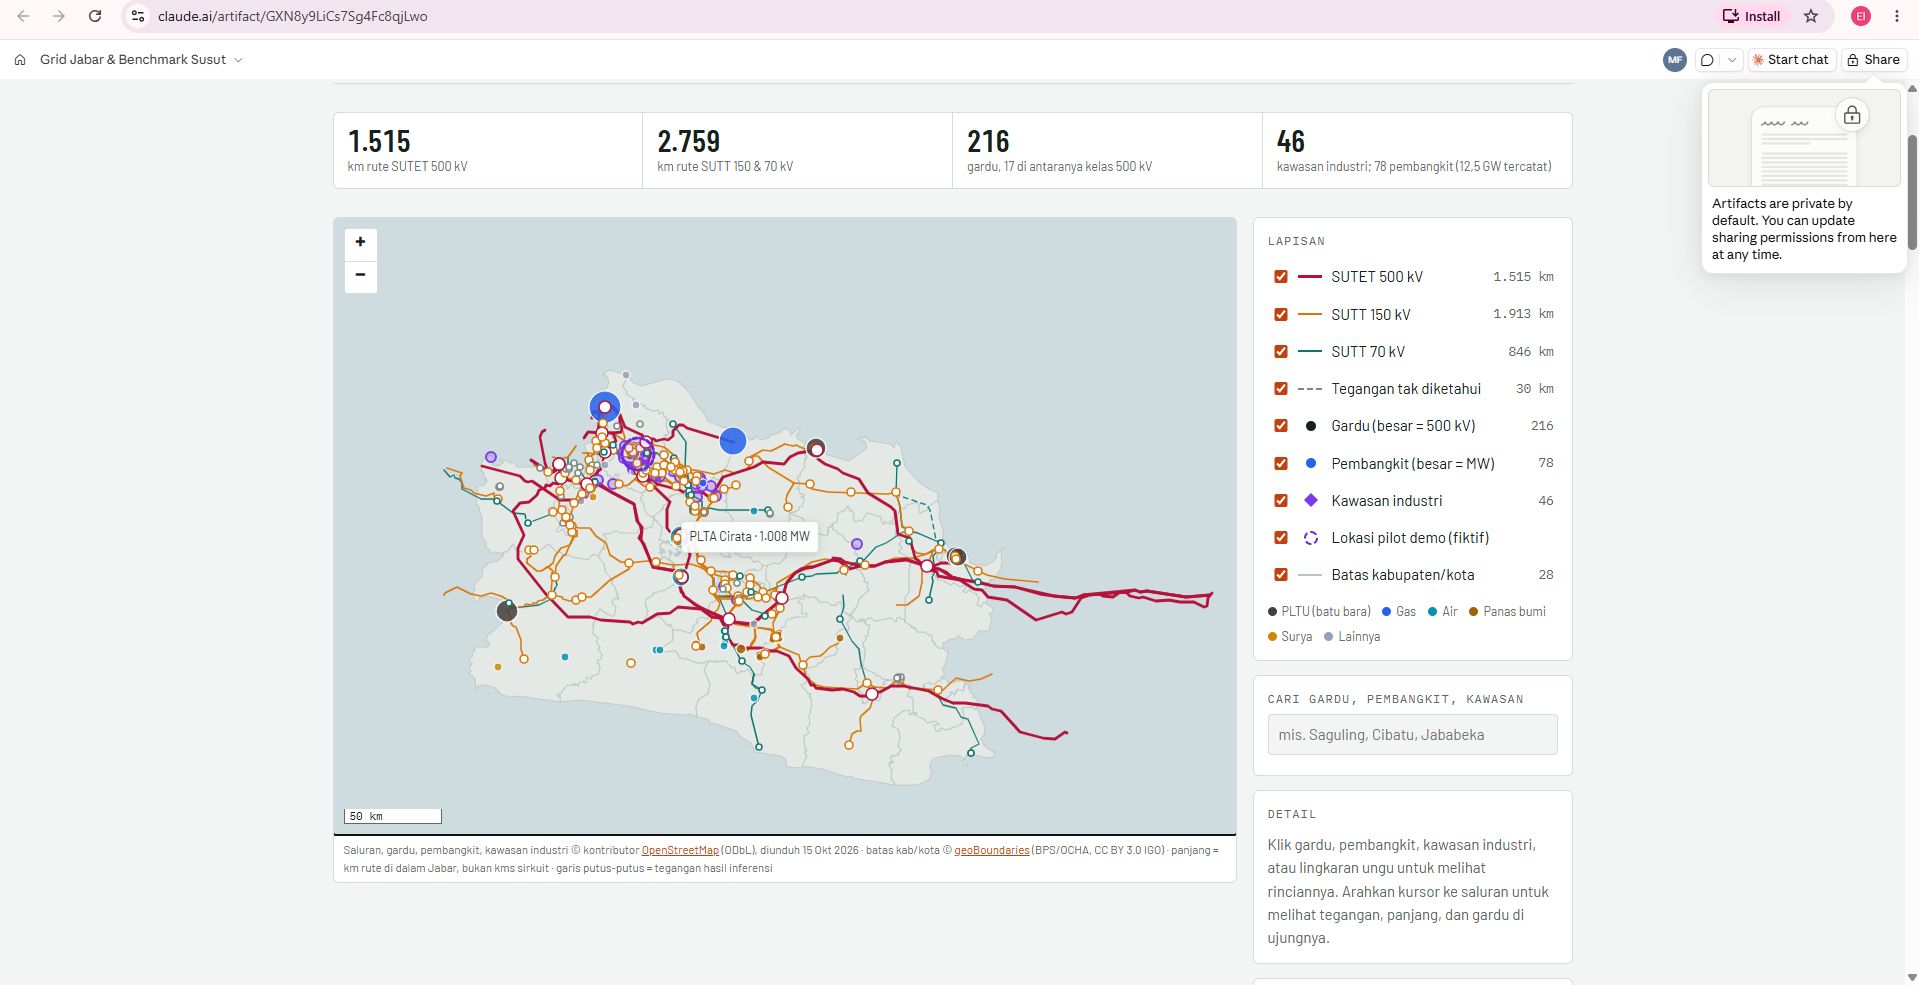 claude.ai/artifact/GXN8y9LiCs7Sg4Fc8qjLwo
Install
El
Grid Jabar & Benchmark Susut
MF
Start chat
Share
Artifacts are private by
default. You can update
sharing permissions from here
at any time.
1.515
km rute SUTET 500 kV
2.759
km rute SUTT 150 & 70 kV
216
gardu, 17 di antaranya kelas 500 kV
46
kawasan industri; 78 pembangkit (12,5 GW tercatat)
+
−
PLTA Cirata · 1.008 MW
50 km
Saluran, gardu, pembangkit, kawasan industri © kontributor OpenStreetMap (ODbL), diunduh 15 Okt 2026 · batas kab/kota © geoBoundaries (BPS/OCHA, CC BY 3.0 IGO) · panjang =
km rute di dalam Jabar, bukan kms sirkuit · garis putus-putus = tegangan hasil inferensi
LAPISAN
SUTET 500 kV 1.515 km
SUTT 150 kV 1.913 km
SUTT 70 kV 846 km
Tegangan tak diketahui 30 km
Gardu (besar = 500 kV) 216
Pembangkit (besar = MW) 78
Kawasan industri 46
Lokasi pilot demo (fiktif)
Batas kabupaten/kota 28
PLTU (batu bara) Gas Air Panas bumi
Surya Lainnya
CARI GARDU, PEMBANGKIT, KAWASAN
mis. Saguling, Cibatu, Jababeka
DETAIL
Klik gardu, pembangkit, kawasan industri,
atau lingkaran ungu untuk melihat
rinciannya. Arahkan kursor ke saluran untuk
melihat tegangan, panjang, dan gardu di
ujungnya.